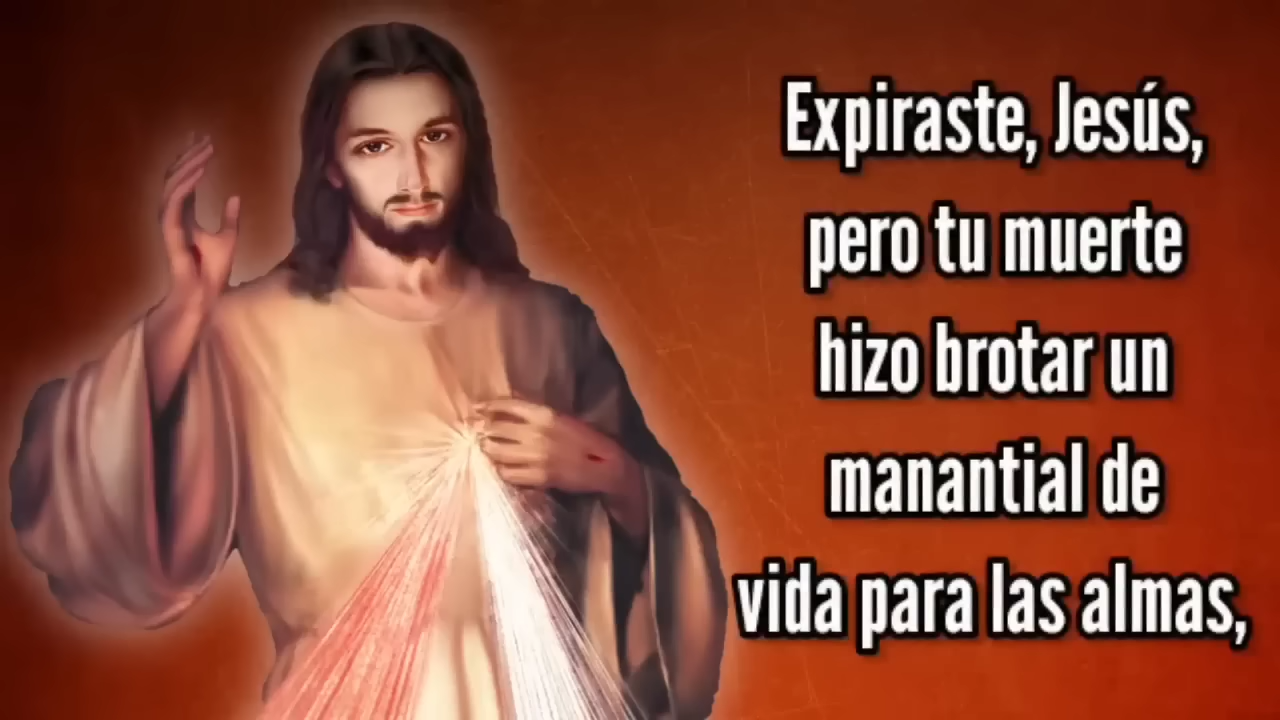 Expiraste, Jesús,
pero tu muerte
hizo brotar un
manantial de
vida para las almas,